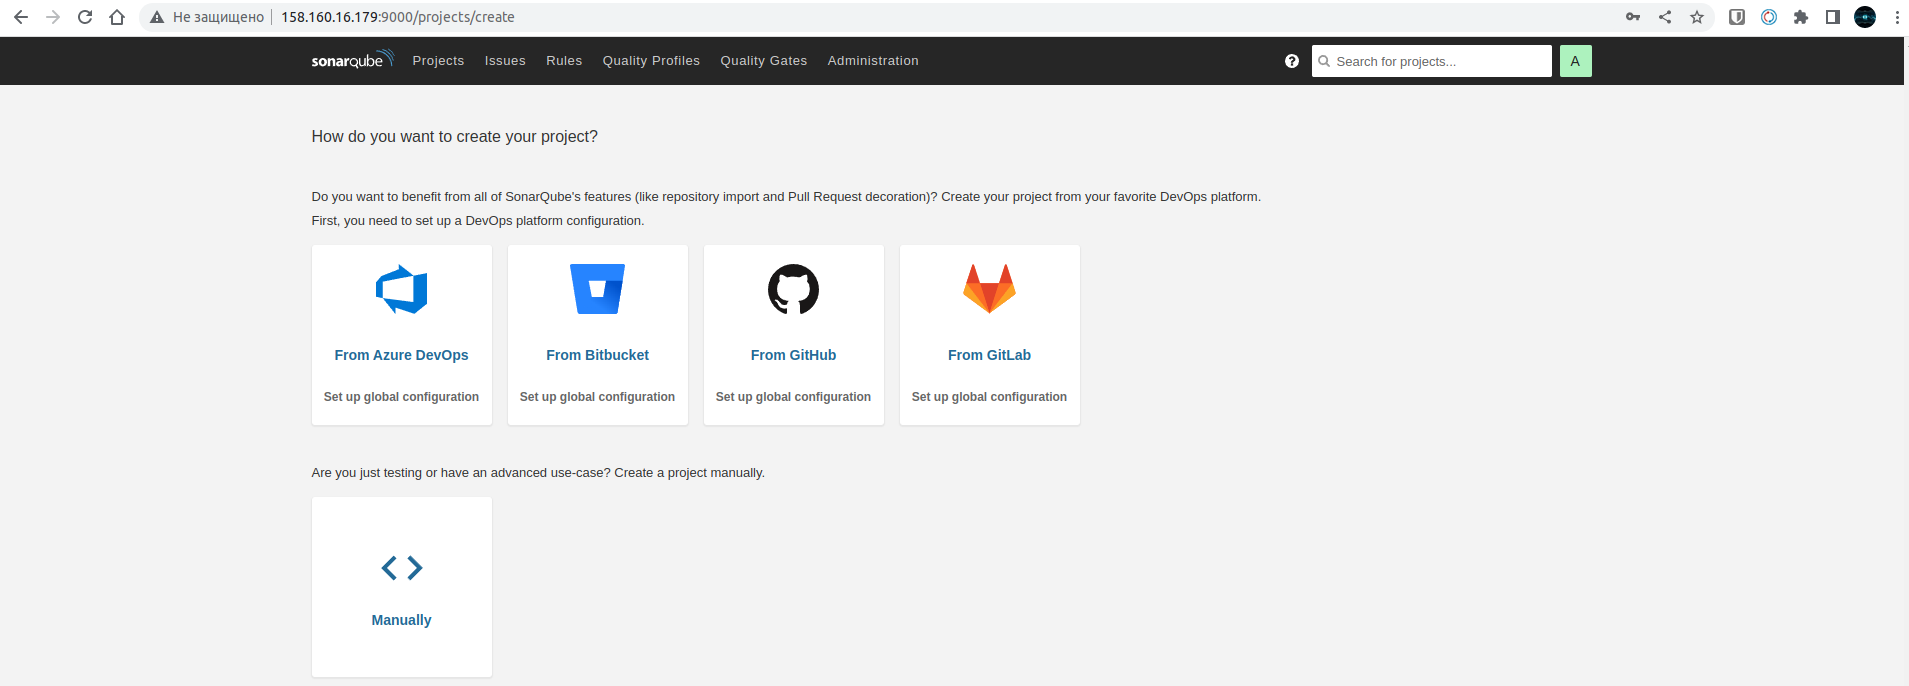 Не защищено 158.160.16.179:9000/projects/create
sonarqube Projects Issues Rules Quality Profiles Quality Gates Administration ? Search for projects... A
How do you want to create your project?
Do you want to benefit from all of SonarQube's features (like repository import and Pull Request decoration)? Create your project from your favorite DevOps platform.
First, you need to set up a DevOps platform configuration.
From Azure DevOps From Bitbucket From GitHub From GitLab
Set up global configuration Set up global configuration Set up global configuration Set up global configuration
Are you just testing or have an advanced use-case? Create a project manually.
Manually